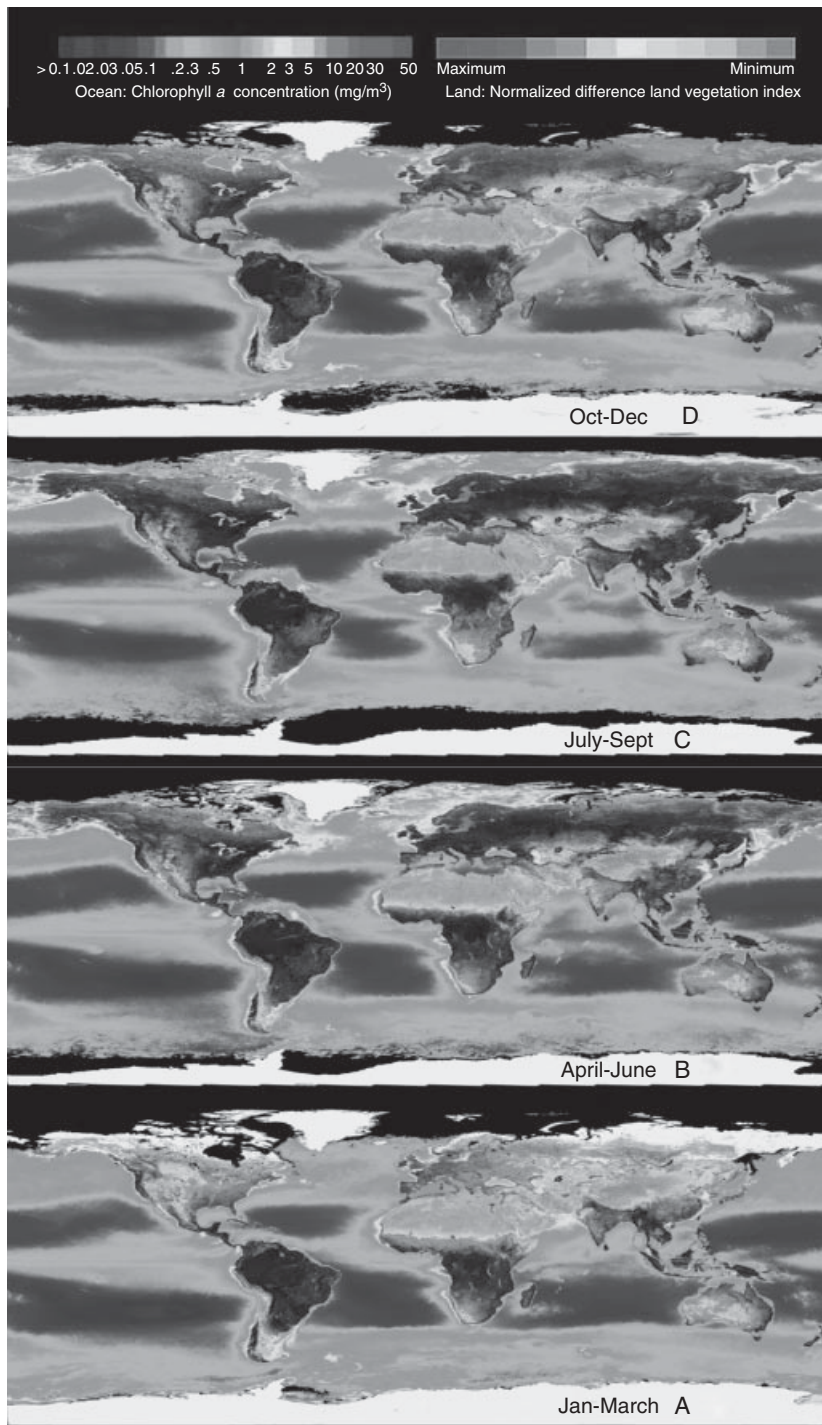 >0.1.02.03 .05.1 .2.3 .5 1 2 3 5 10 20 30 50
Ocean: Chlorophyll a concentration (mg/m³)
Maximum Minimum
Land: Normalized difference land vegetation index
Oct-Dec D
July-Sept C
April-June B
Jan-March A